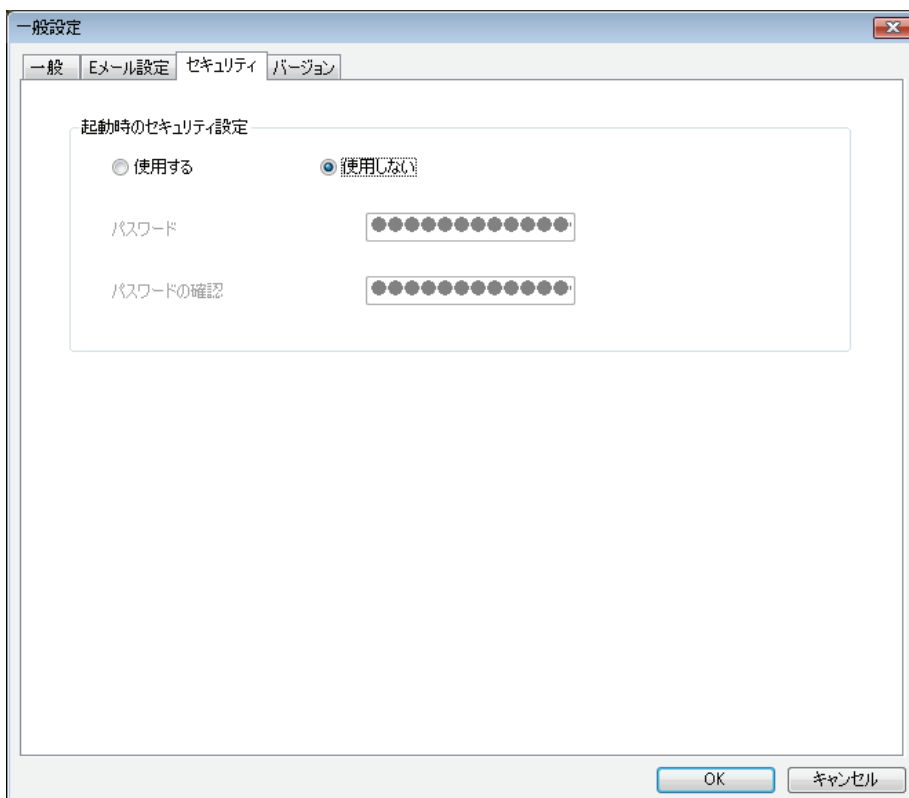 一般設定
一般 Eメール設定 セキュリティ バージョン
起動時のセキュリティ設定
使用する 使用しない
パスワード ●●●●●●●●●●●●
パスワードの確認 ●●●●●●●●●●●●
OK キャンセル